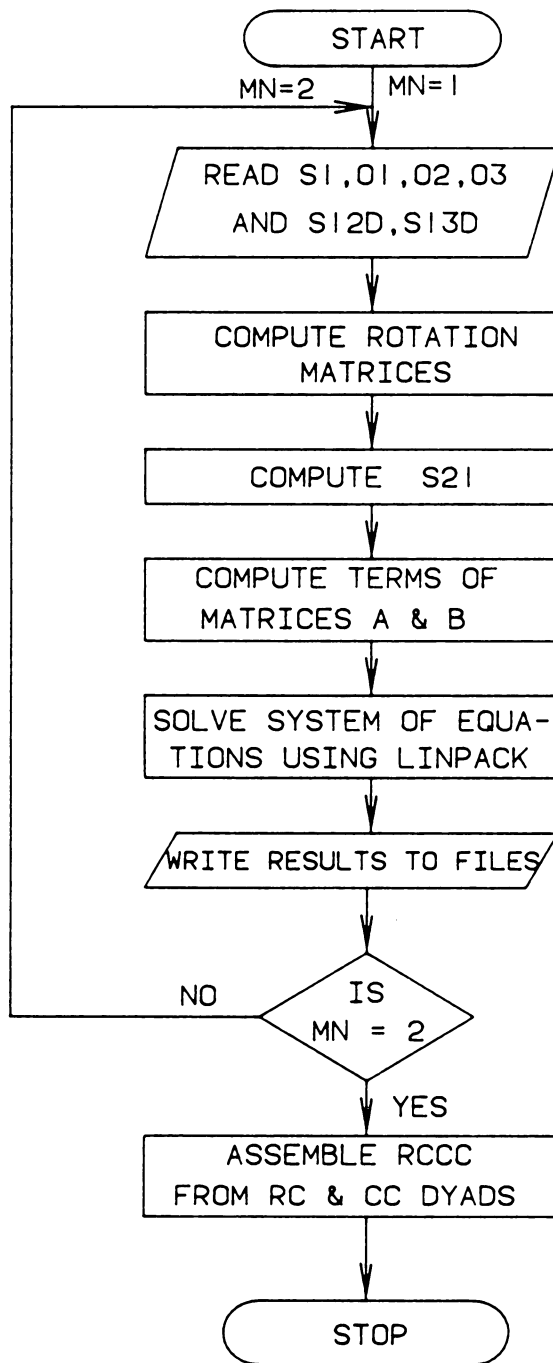 START
MN=2
MN=1
READ S1,O1,O2,O3
AND S12D,S13D
COMPUTE ROTATION
MATRICES
COMPUTE S21
COMPUTE TERMS OF
MATRICES A & B
SOLVE SYSTEM OF EQUA-
TIONS USING LINPACK
WRITE RESULTS TO FILES
IS
MN = 2
NO
YES
ASSEMBLE RCCC
FROM RC & CC DYADS
STOP